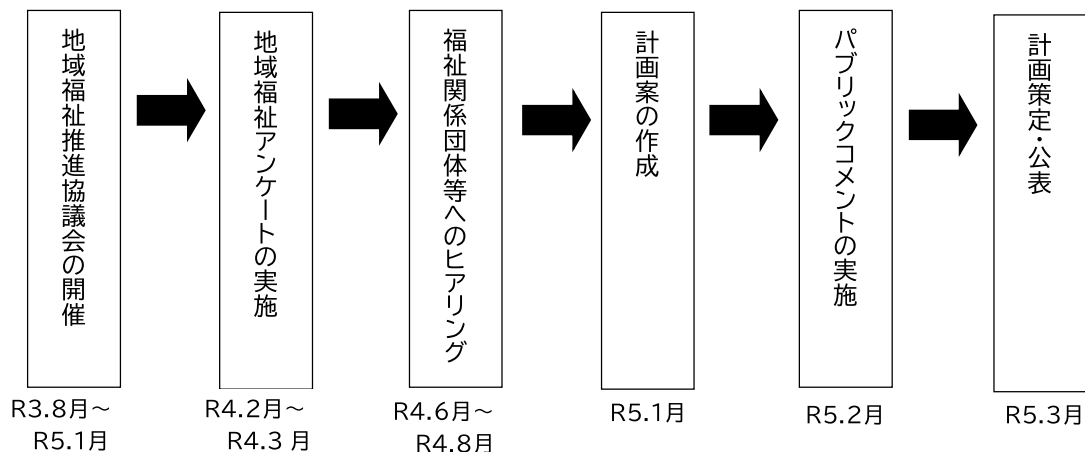 地域福祉推進協議会の開催
地域福祉アンケートの実施
福祉関係団体等へのヒアリング
計画案の作成
パブリックコメントの実施
計画策定・公表
R3.8月～
R5.1月
R4.2月～
R4.3 月
R4.6月～
R4.8月
R5.1月
R5.2月
R5.3月